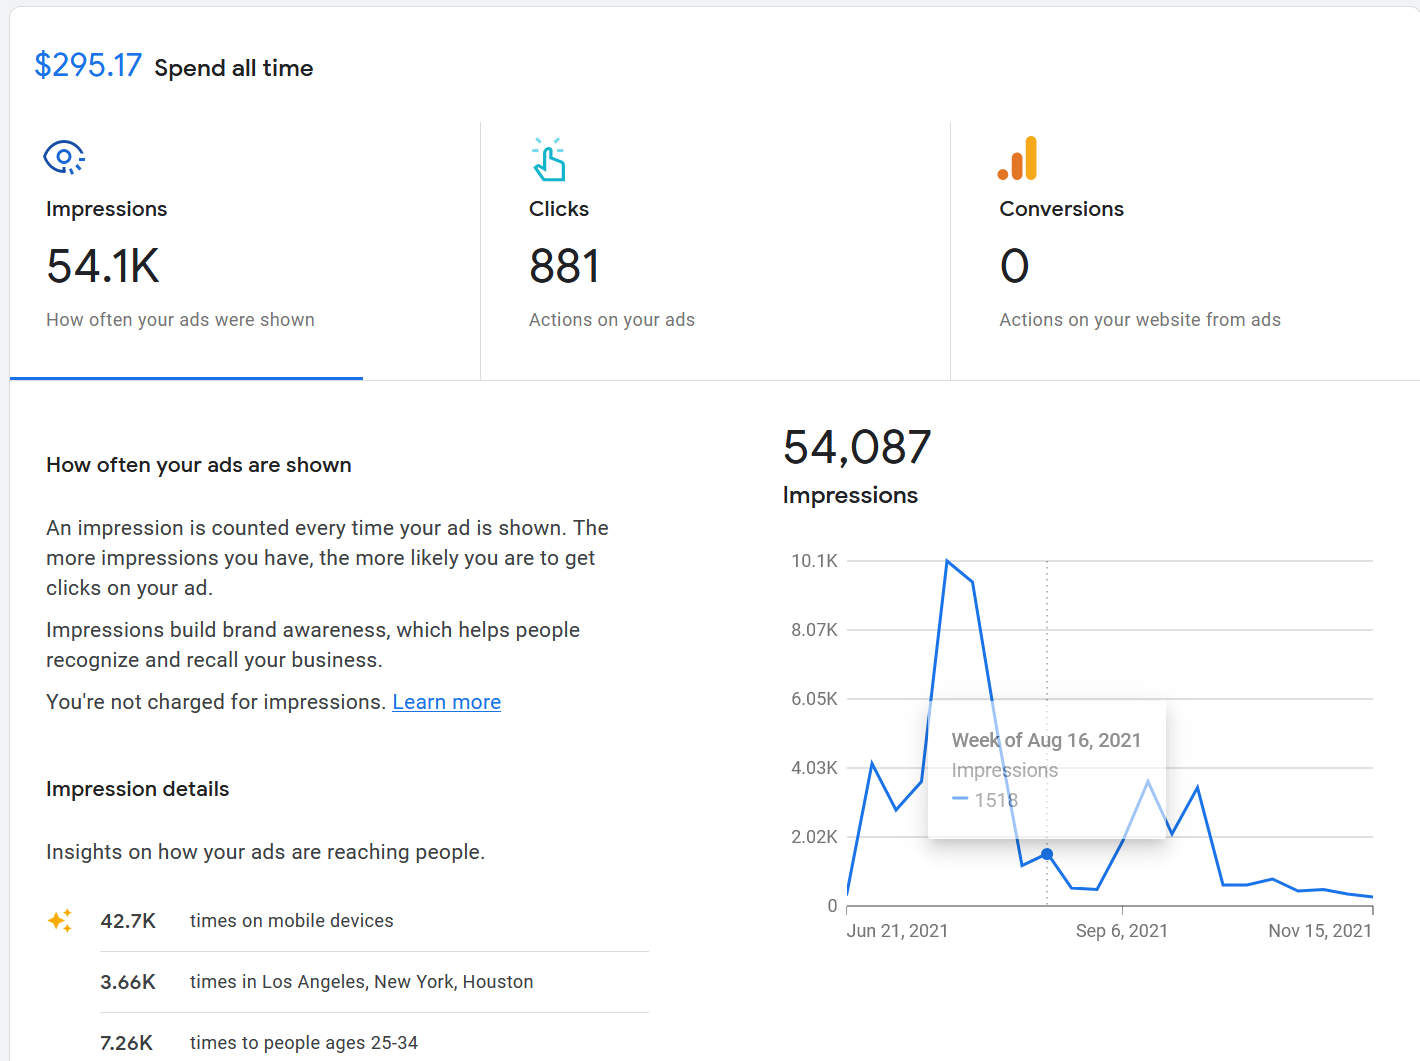 $295.17 Spend all time
Impressions
54.1K
How often your ads were shown
Clicks
881
Actions on your ads
Conversions
0
Actions on your website from ads
How often your ads are shown
An impression is counted every time your ad is shown. The
more impressions you have, the more likely you are to get
clicks on your ad.
Impressions build brand awareness, which helps people
recognize and recall your business.
You're not charged for impressions. Learn more
Impression details
Insights on how your ads are reaching people.
42.7K times on mobile devices
3.66K times in Los Angeles, New York, Houston
7.26K times to people ages 25-34
54,087
Impressions
10.1K
8.07K
6.05K
4.03K
2.02K
0
Week of Aug 16, 2021
Impressions
1518
Jun 21, 2021 Sep 6, 2021 Nov 15, 2021